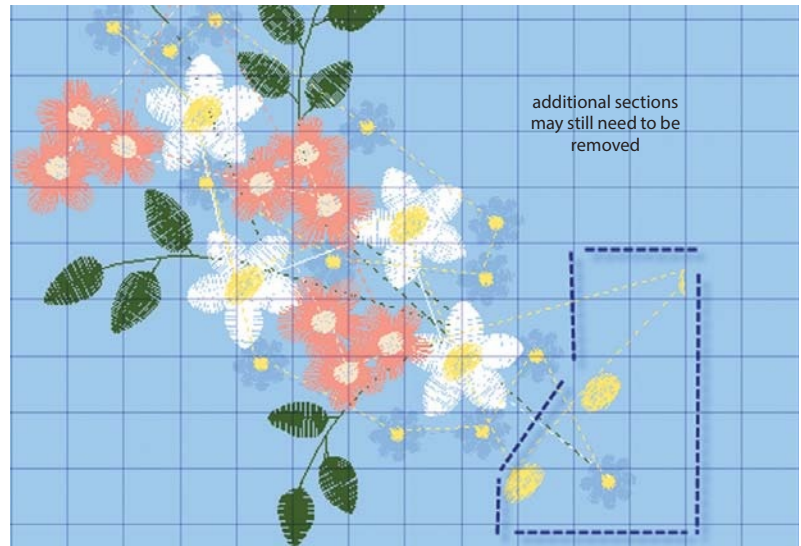 additional sections
may still need to be
removed